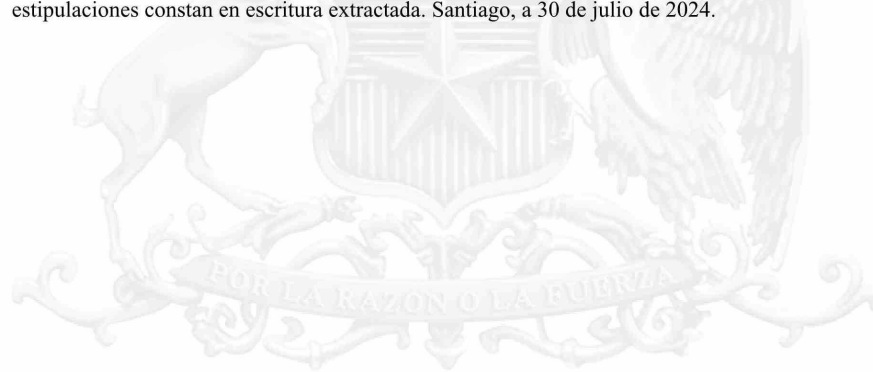 estipulaciones constan en escritura extractada. Santiago, a 30 de julio de 2024.
POR LA RAZON O LA FUERZA